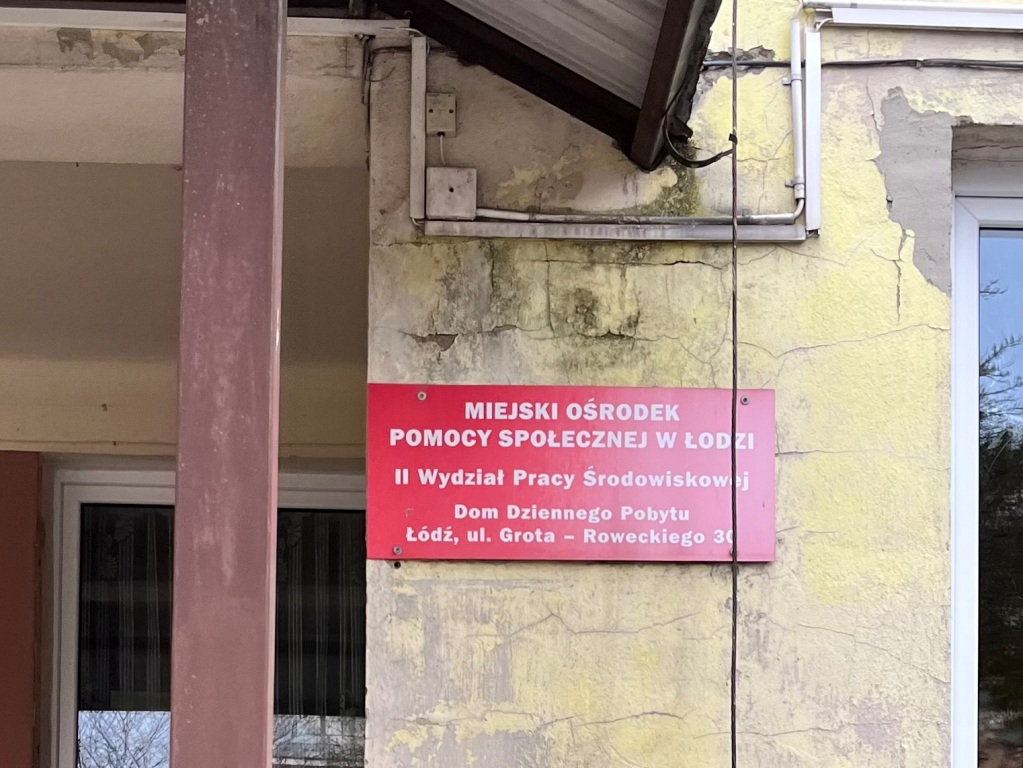 MIEJSKI OŚRODEK
POMOCY SPOŁECZNEJ W ŁODZI
II Wydział Pracy Środowiskowej
Dom Dziennego Pobytu
Łódź, ul. Grota – Roweckiego 30